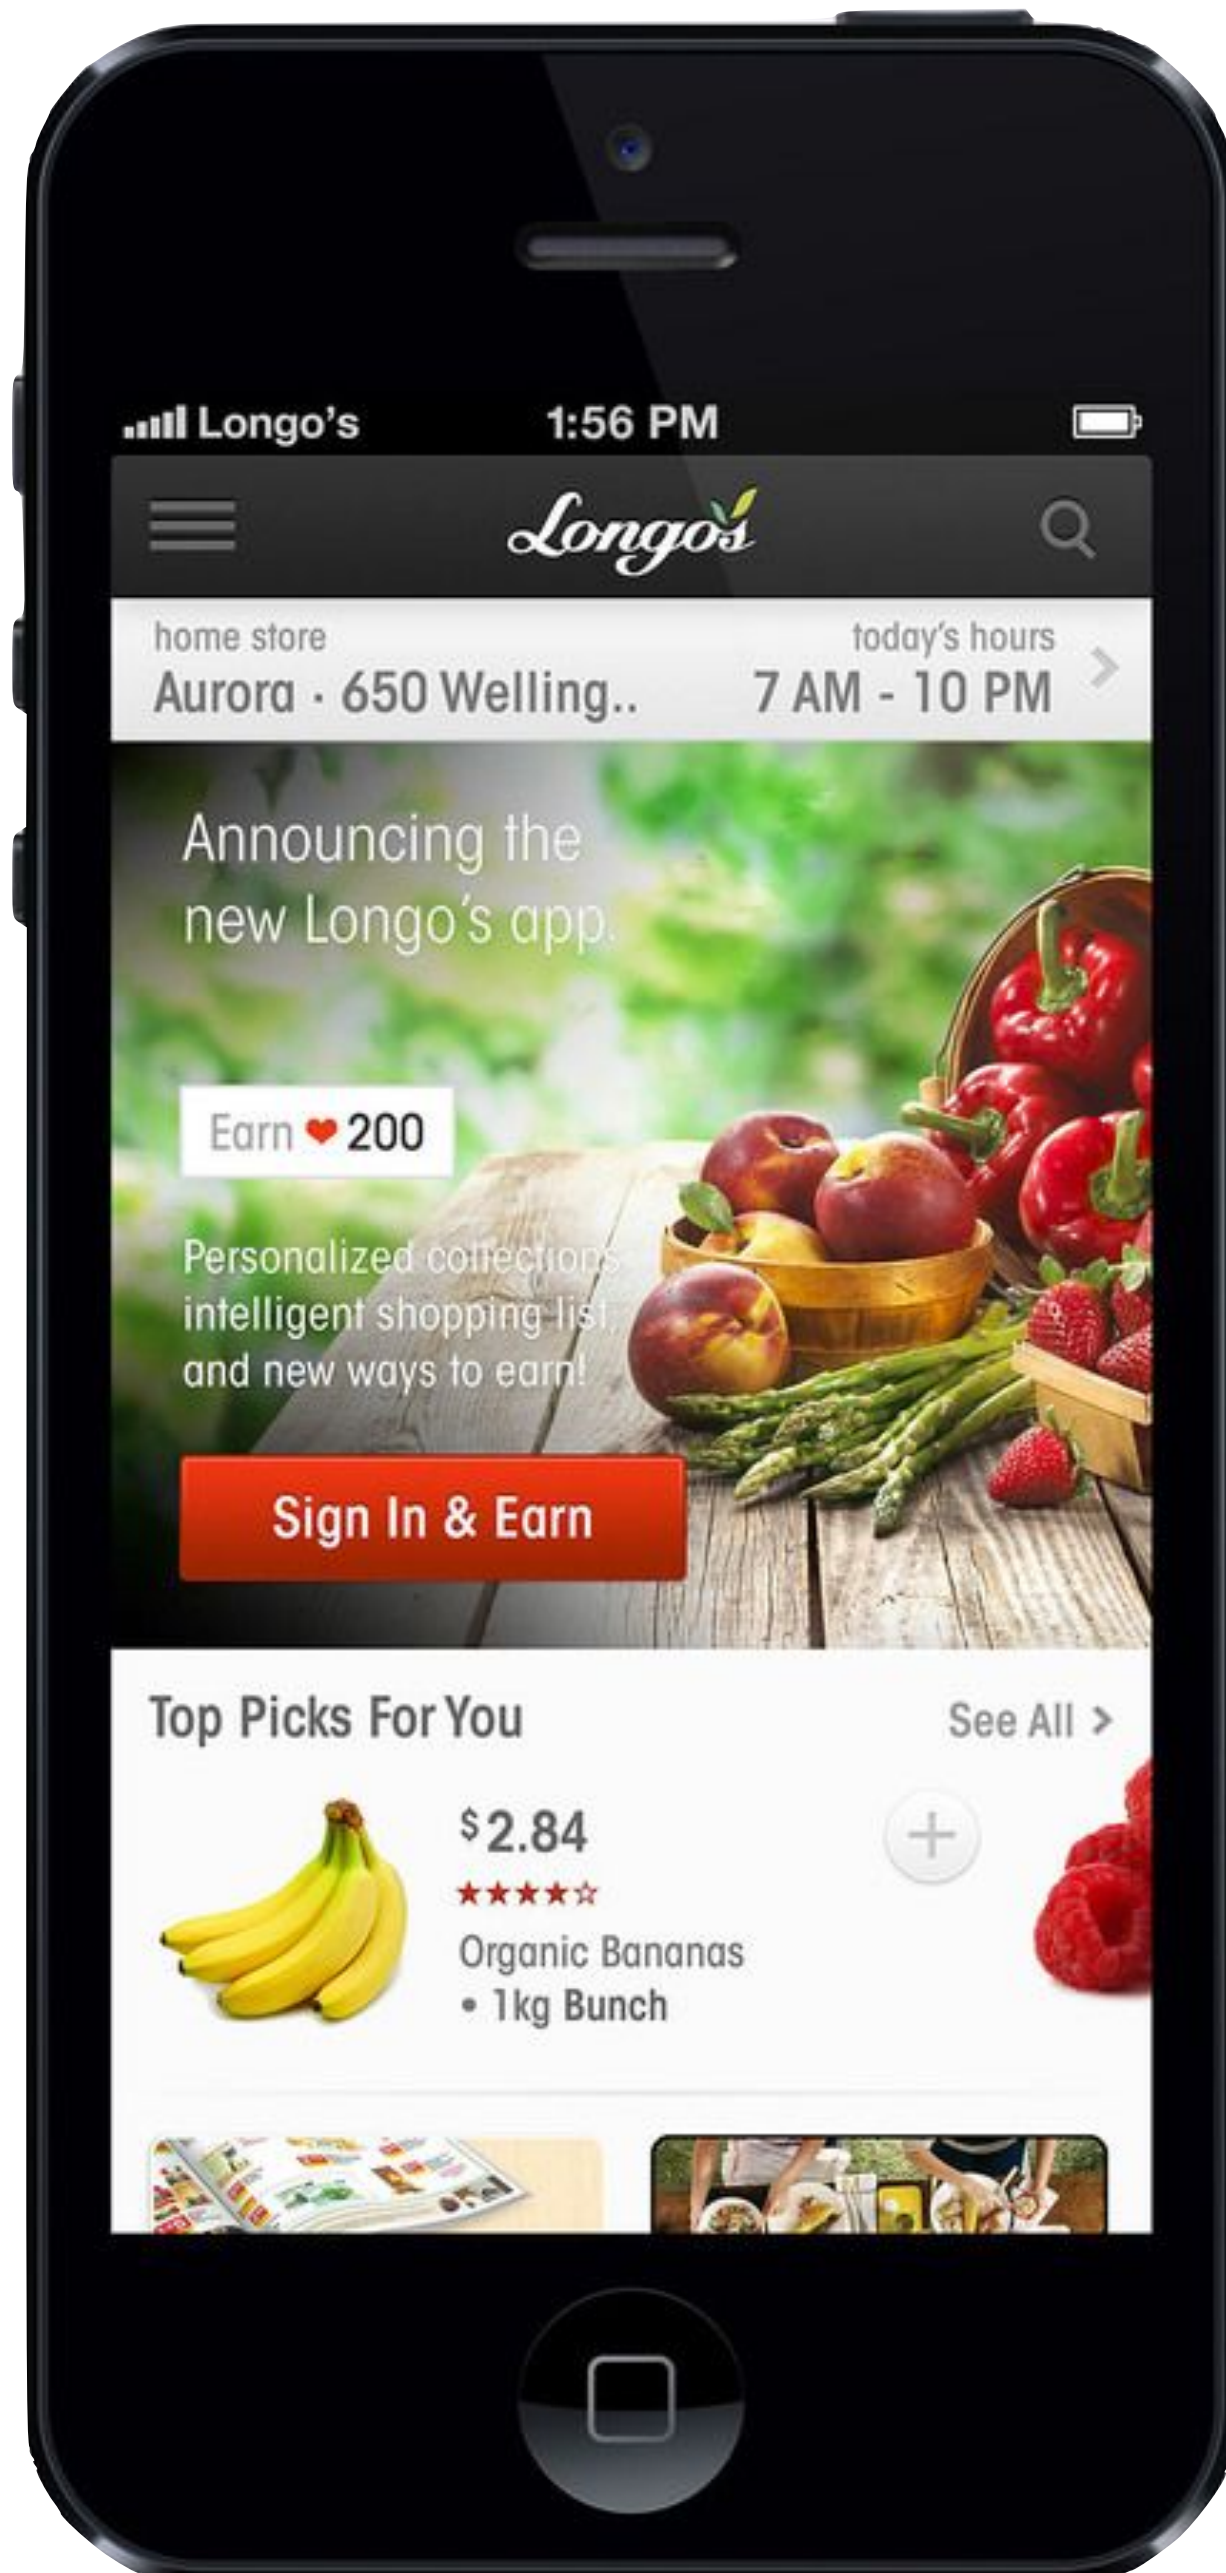 Longo's 1:56 PM
Longo's
home store today's hours
Aurora · 650 Welling.. 7 AM - 10 PM
Announcing the
new Longo's app.
Earn ❤ 200
Personalized collections
intelligent shopping list,
and new ways to earn!
Sign In & Earn
Top Picks For You See All >
$2.84
★★★★☆
Organic Bananas
• 1kg Bunch